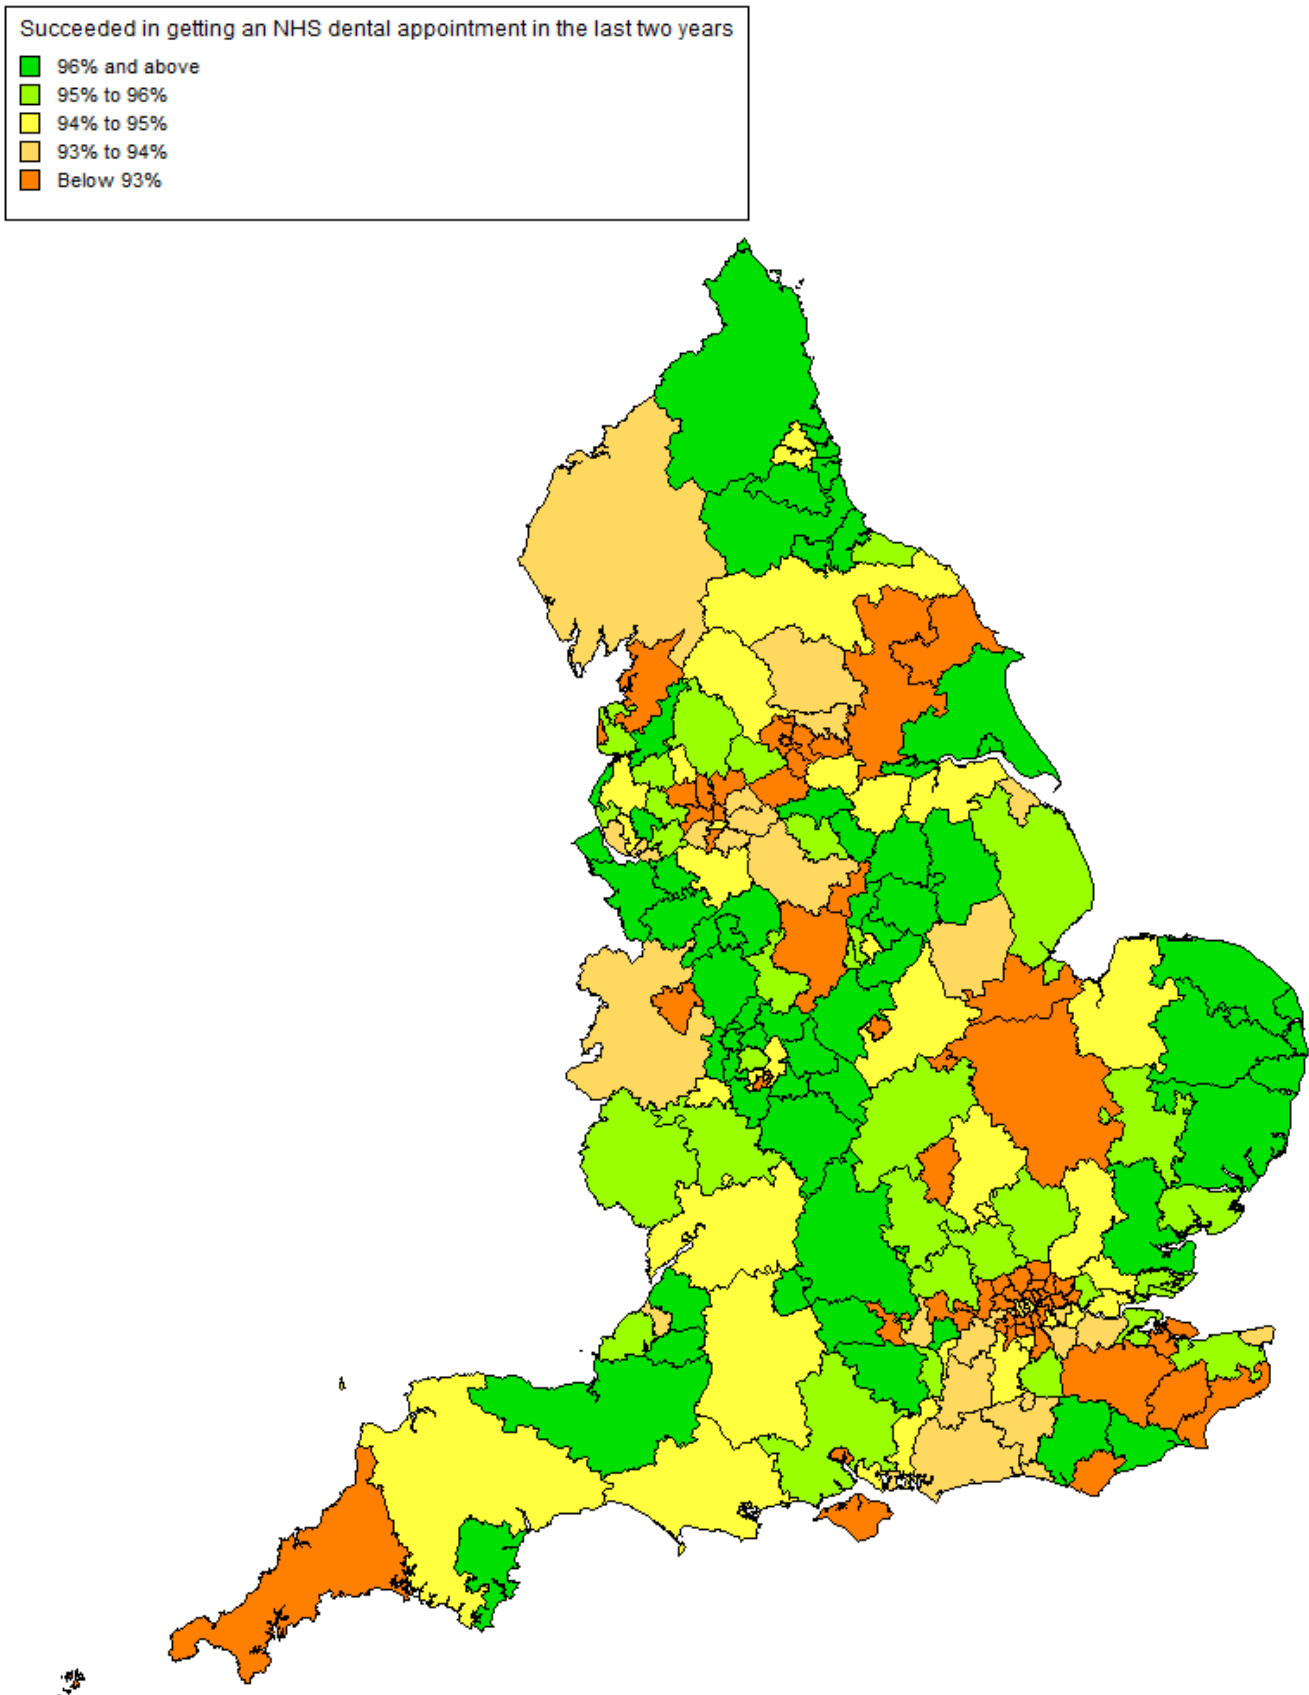 Succeeded in getting an NHS dental appointment in the last two years
96% and above
95% to 96%
94% to 95%
93% to 94%
Below 93%